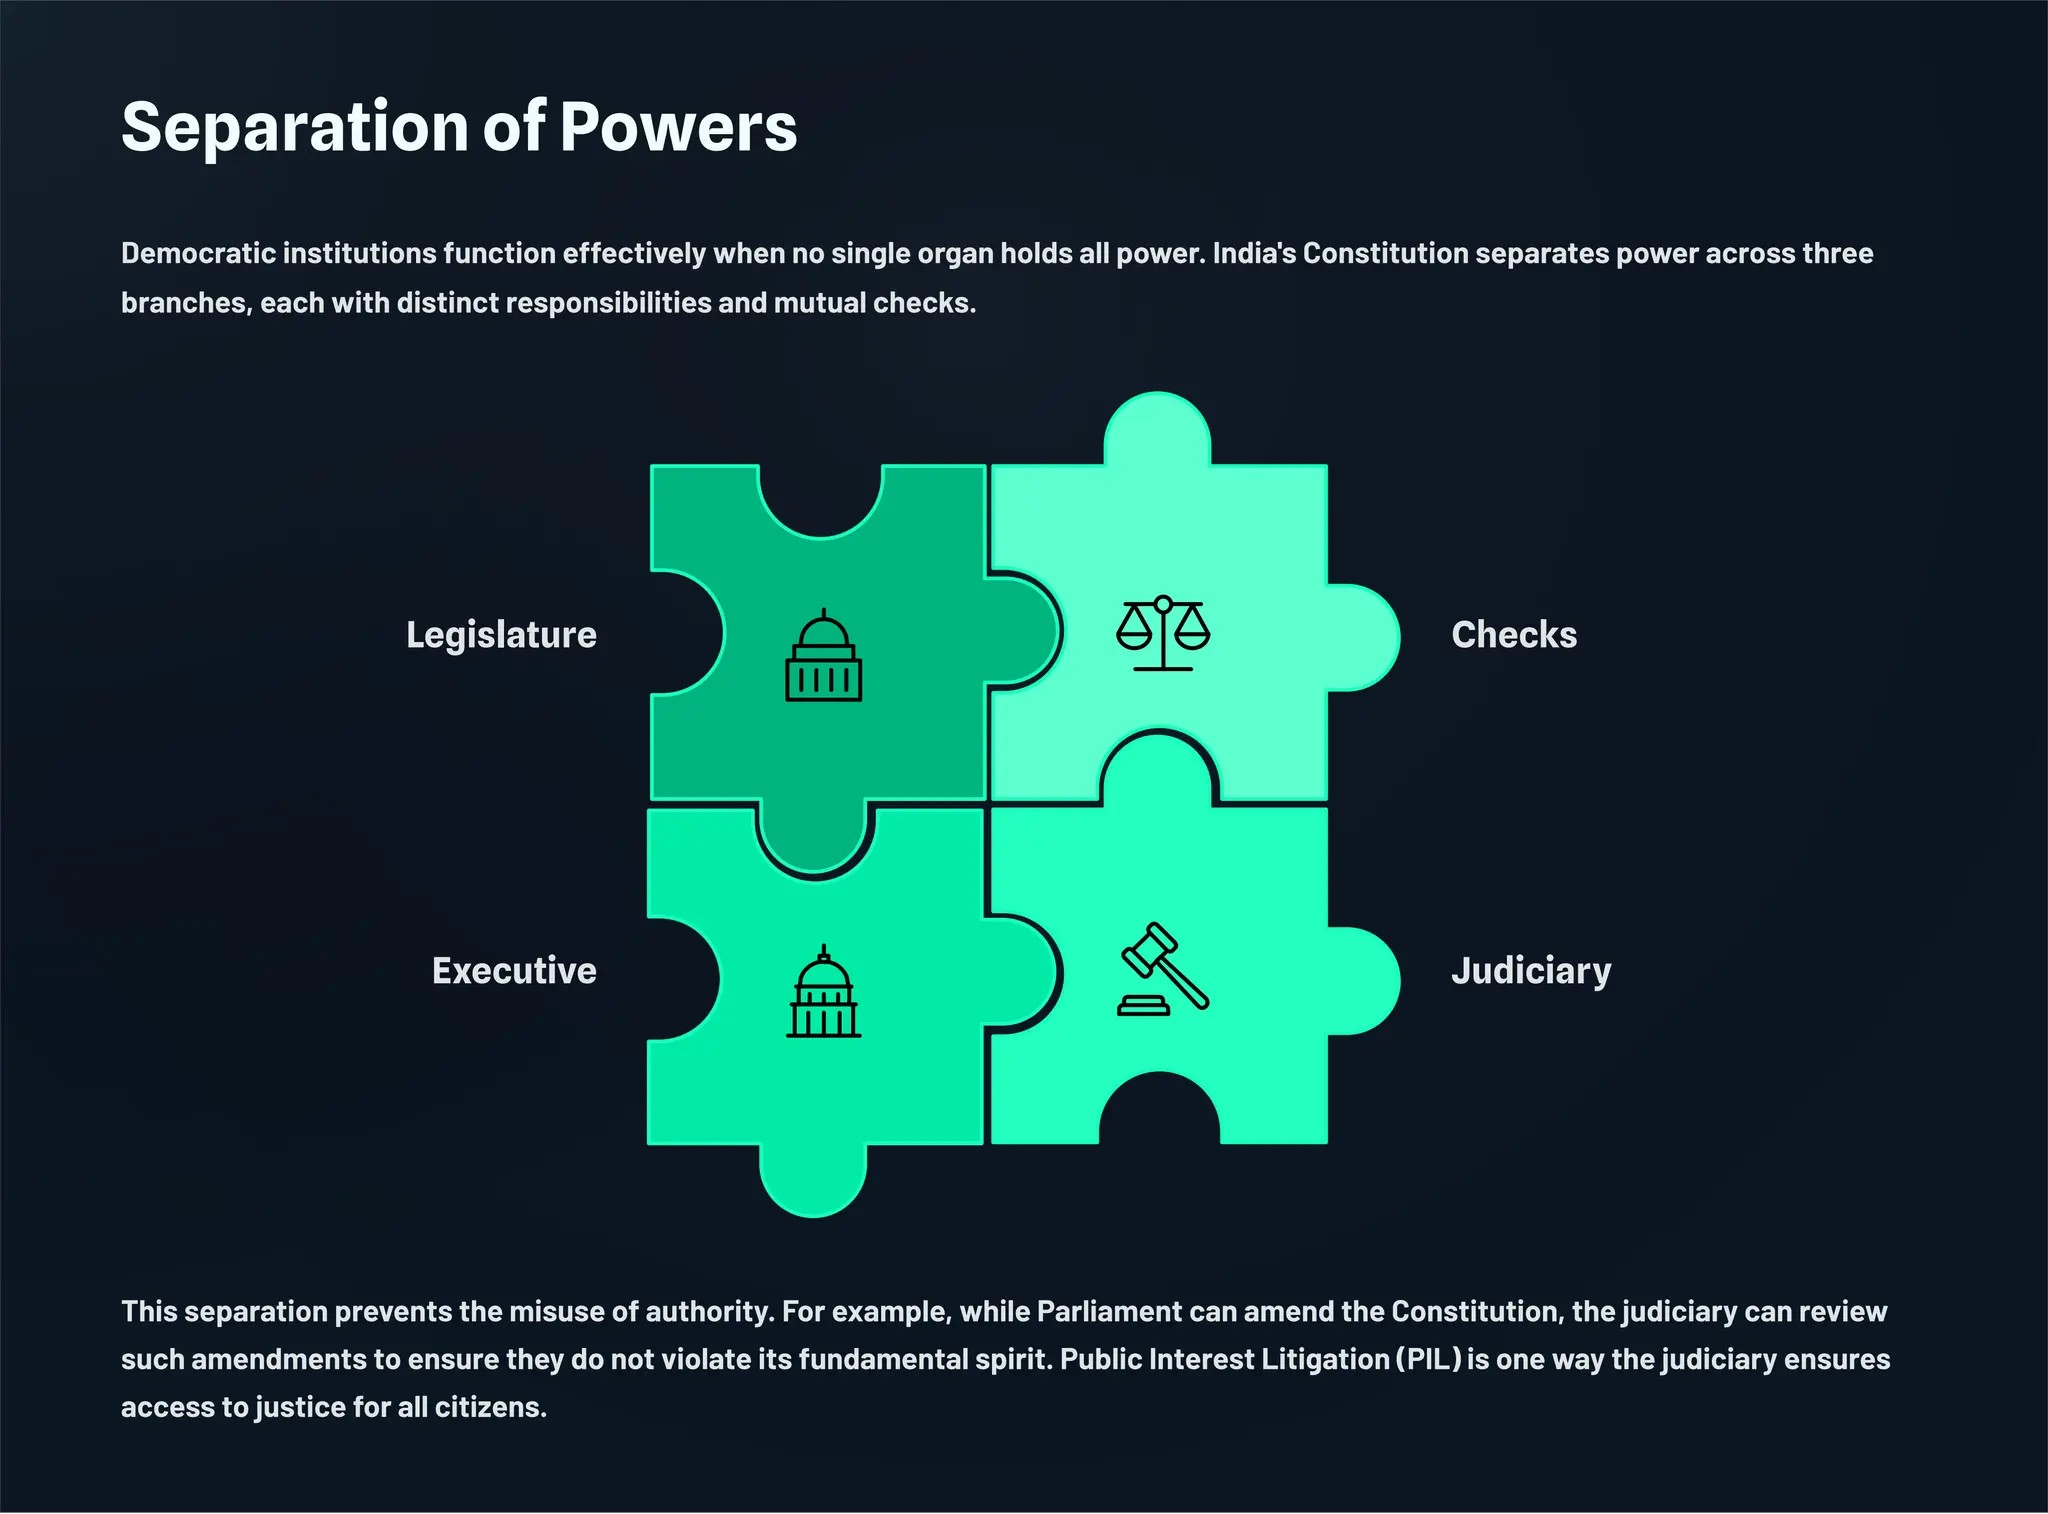 Separation of Powers
Democratic institutions function effectively when no single organ holds all power. India's Constitution separates power across three
branches, each with distinct responsibilities and mutual checks.
Legislature
Checks
Executive
Judiciary
This separation prevents the misuse of authority. For example, while Parliament can amend the Constitution, the judiciary can review
such amendments to ensure they do not violate its fundamental spirit. Public Interest Litigation (PIL) is one way the judiciary ensures
access to justice for all citizens.